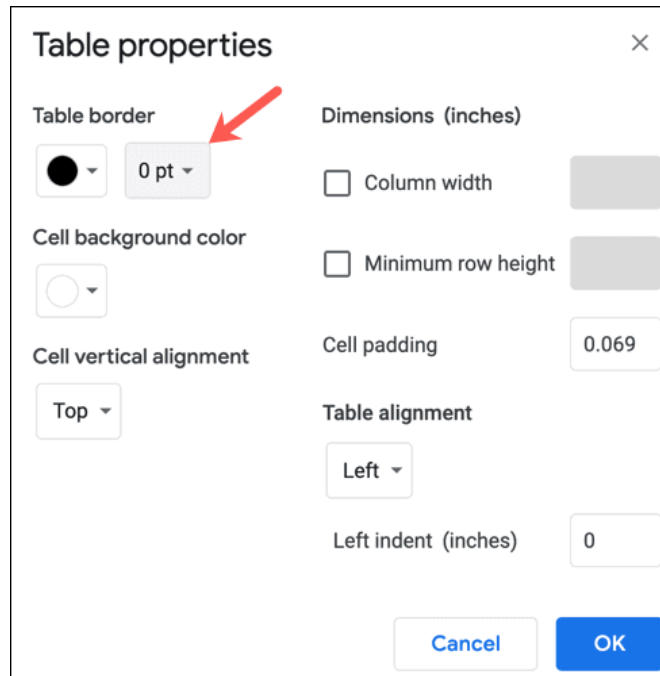 Table properties
Table border
0 pt
Cell background color
Cell vertical alignment
Top
Dimensions (inches)
Column width
Minimum row height
Cell padding
0.069
Table alignment
Left
Left indent (inches)
0
Cancel
OK